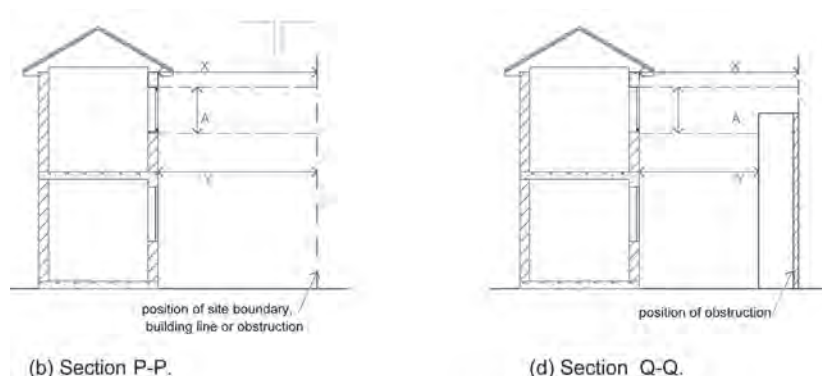 X
A
Y
position of site boundary,
building line or obstruction
(b) Section P-P.
X
A
Y
position of obstruction
(d) Section Q-Q.